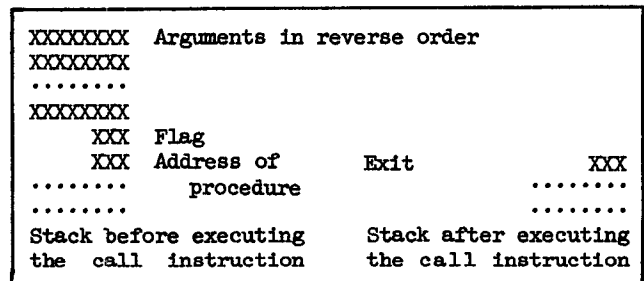 XXXXXXXX Arguments in reverse order
XXXXXXXX
........
XXXXXXXX
XXX Flag
XXX Address of Exit XXX
........ procedure ........
........ ........
Stack before executing Stack after executing
the call instruction the call instruction